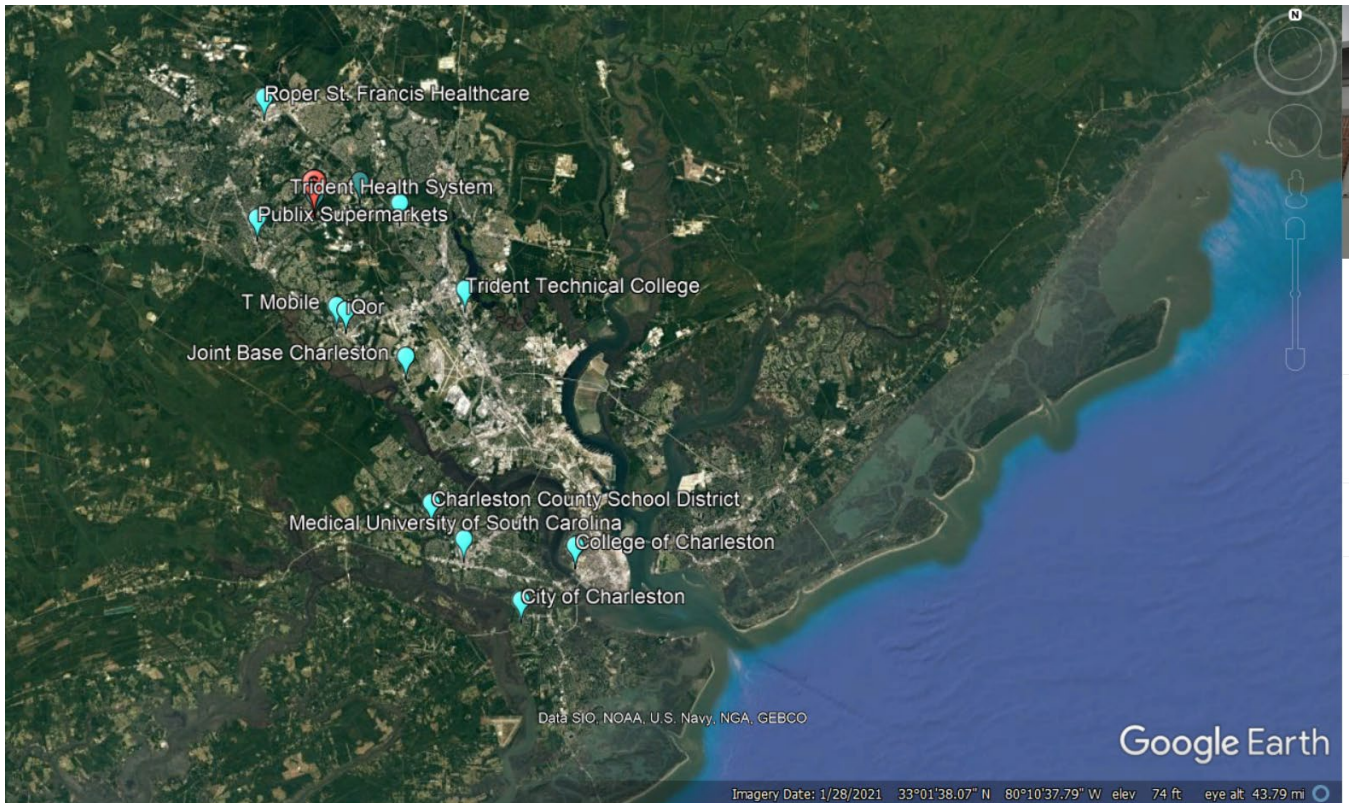 N
Roper St. Francis Healthcare
Trident Health System
Publix Supermarkets
Trident Technical College
T Mobile
iQor
Joint Base Charleston
Charleston County School District
Medical University of South Carolina
College of Charleston
City of Charleston
Data SIO, NOAA, U.S. Navy, NGA, GEBCO
Google Earth
Imagery Date: 1/28/2021 33°01'38.07" N 80°10'37.79" W elev 74 ft eye alt 43.79 mi